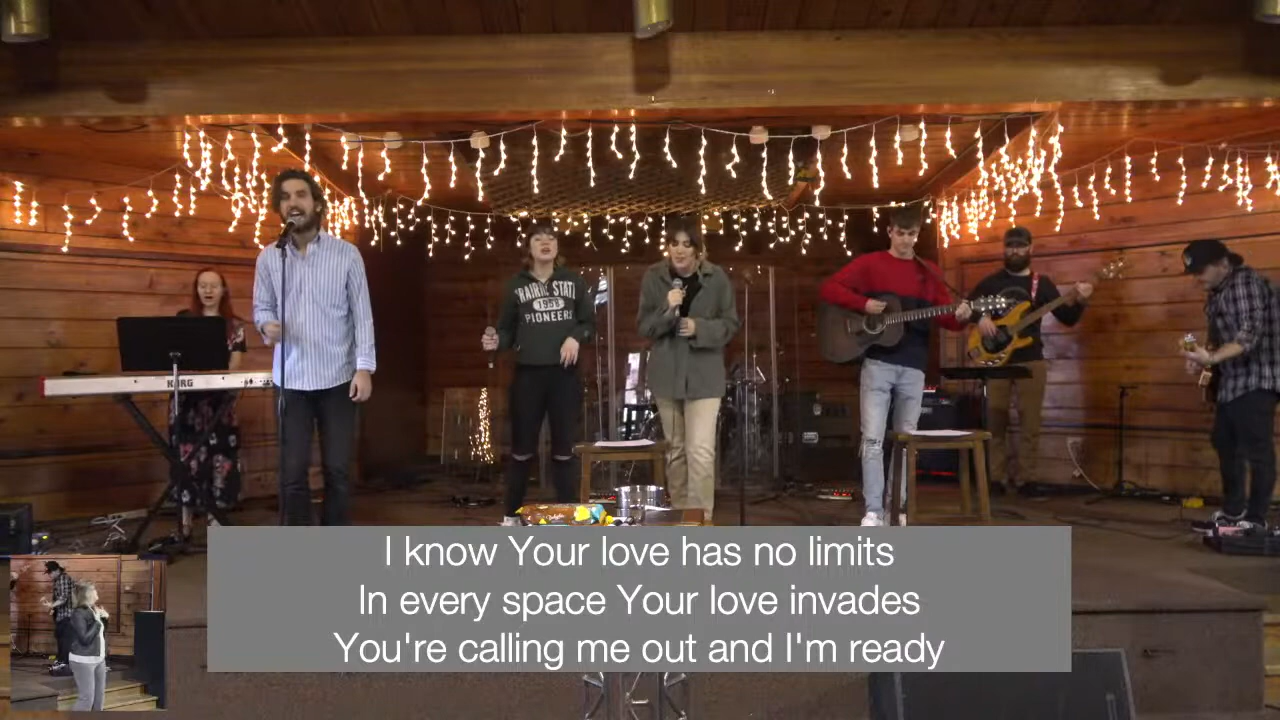 PRAIRIE STATE
1958
PIONEERS
KORG
I know Your love has no limits
In every space Your love invades
You're calling me out and I'm ready